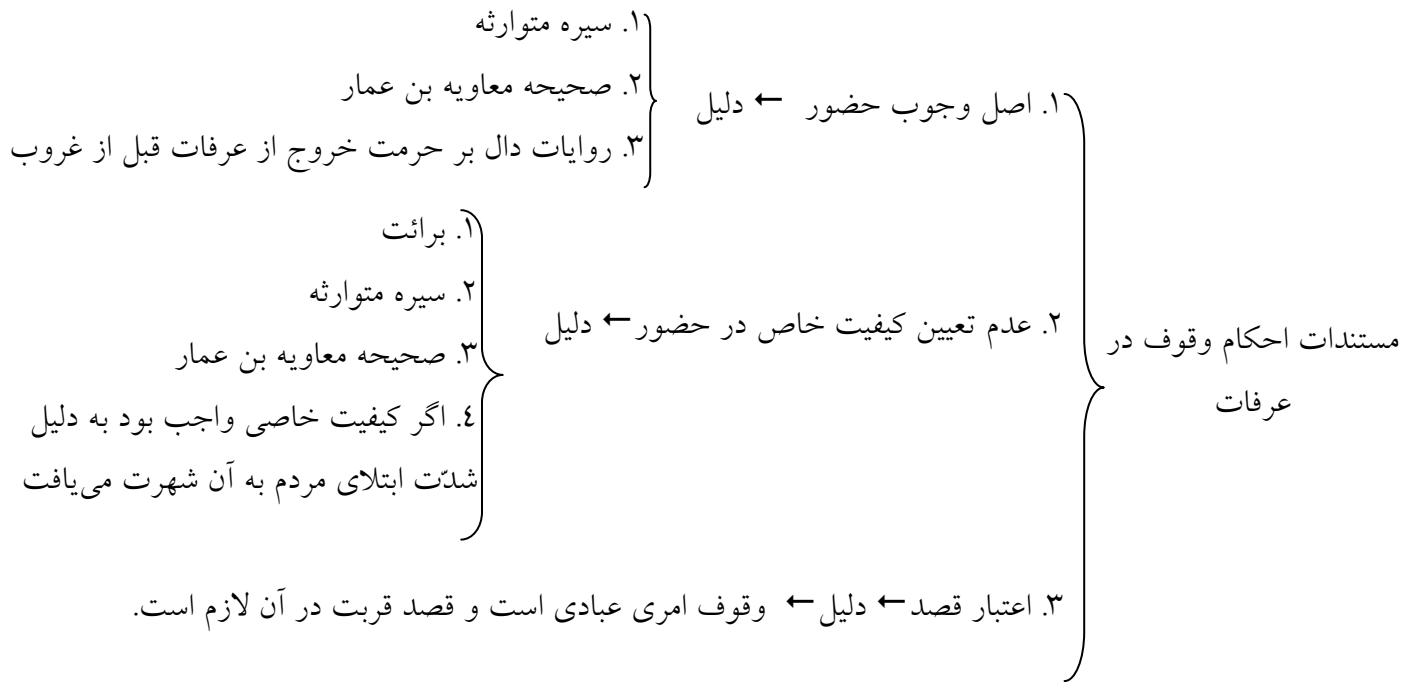 مستندات احکام وقوف در
عرفات
۱. اصل وجوب حضور ← دلیل
۱. سیره متوارثه
۲. صحیحه معاویه بن عمار
۳. روایات دال بر حرمت خروج از عرفات قبل از غروب
۲. عدم تعیین کیفیت خاص در حضور ← دلیل
۱. برائت
۲. سیره متوارثه
۳. صحیحه معاویه بن عمار
٤. اگر کیفیت خاصی واجب بود به دلیل
شدّت ابتلای مردم به آن شهرت می‌یافت
۳. اعتبار قصد ← دلیل ← وقوف امری عبادی است و قصد قربت در آن لازم است.